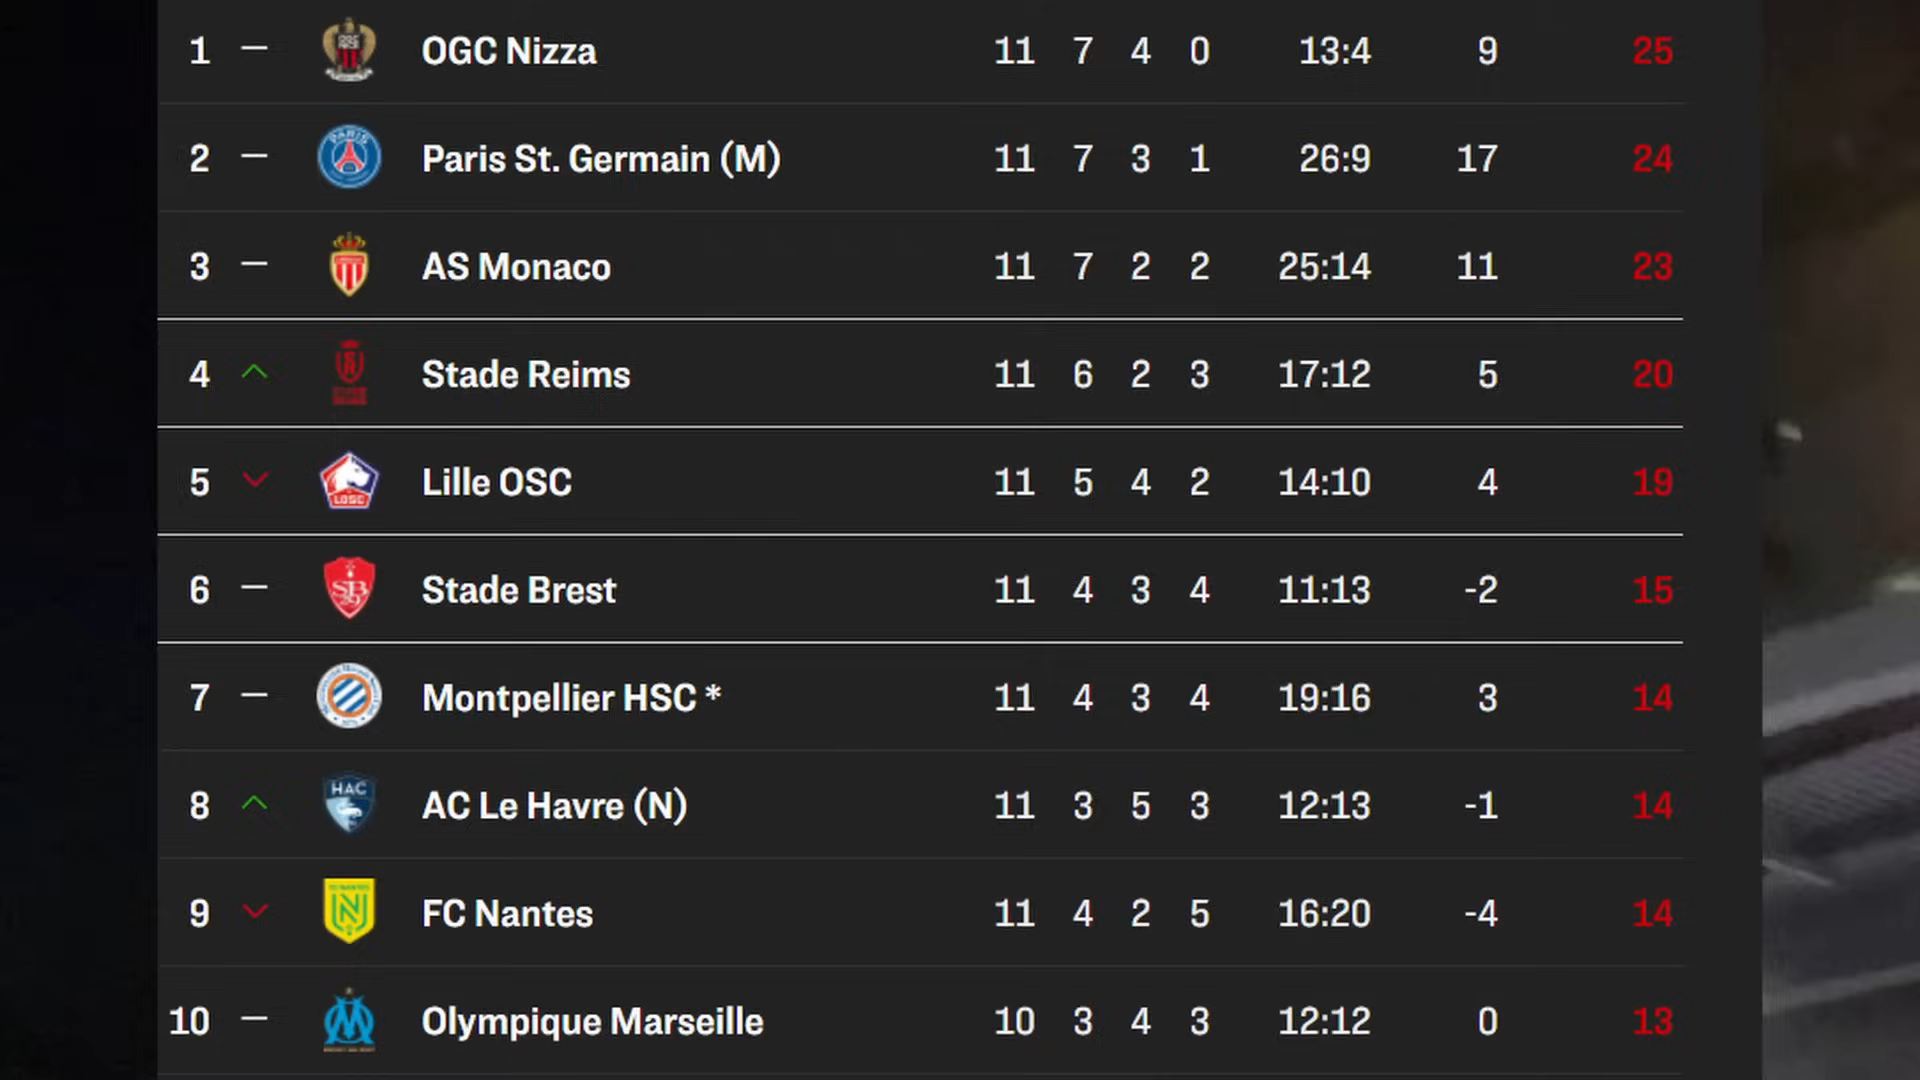 1 — OGC Nizza 11 7 4 0 13:4 9 25
2 — Paris St. Germain (M) 11 7 3 1 26:9 17 24
3 — AS Monaco 11 7 2 2 25:14 11 23
4 Stade Reims 11 6 2 3 17:12 5 20
5 LOSC Lille OSC 11 5 4 2 14:10 4 19
6 — Stade Brest 11 4 3 4 11:13 -2 15
7 — Montpellier HSC * 11 4 3 4 19:16 3 14
8 HAC AC Le Havre (N) 11 3 5 3 12:13 -1 14
9 FC Nantes 11 4 2 5 16:20 -4 14
10 — Olympique Marseille 10 3 4 3 12:12 0 13